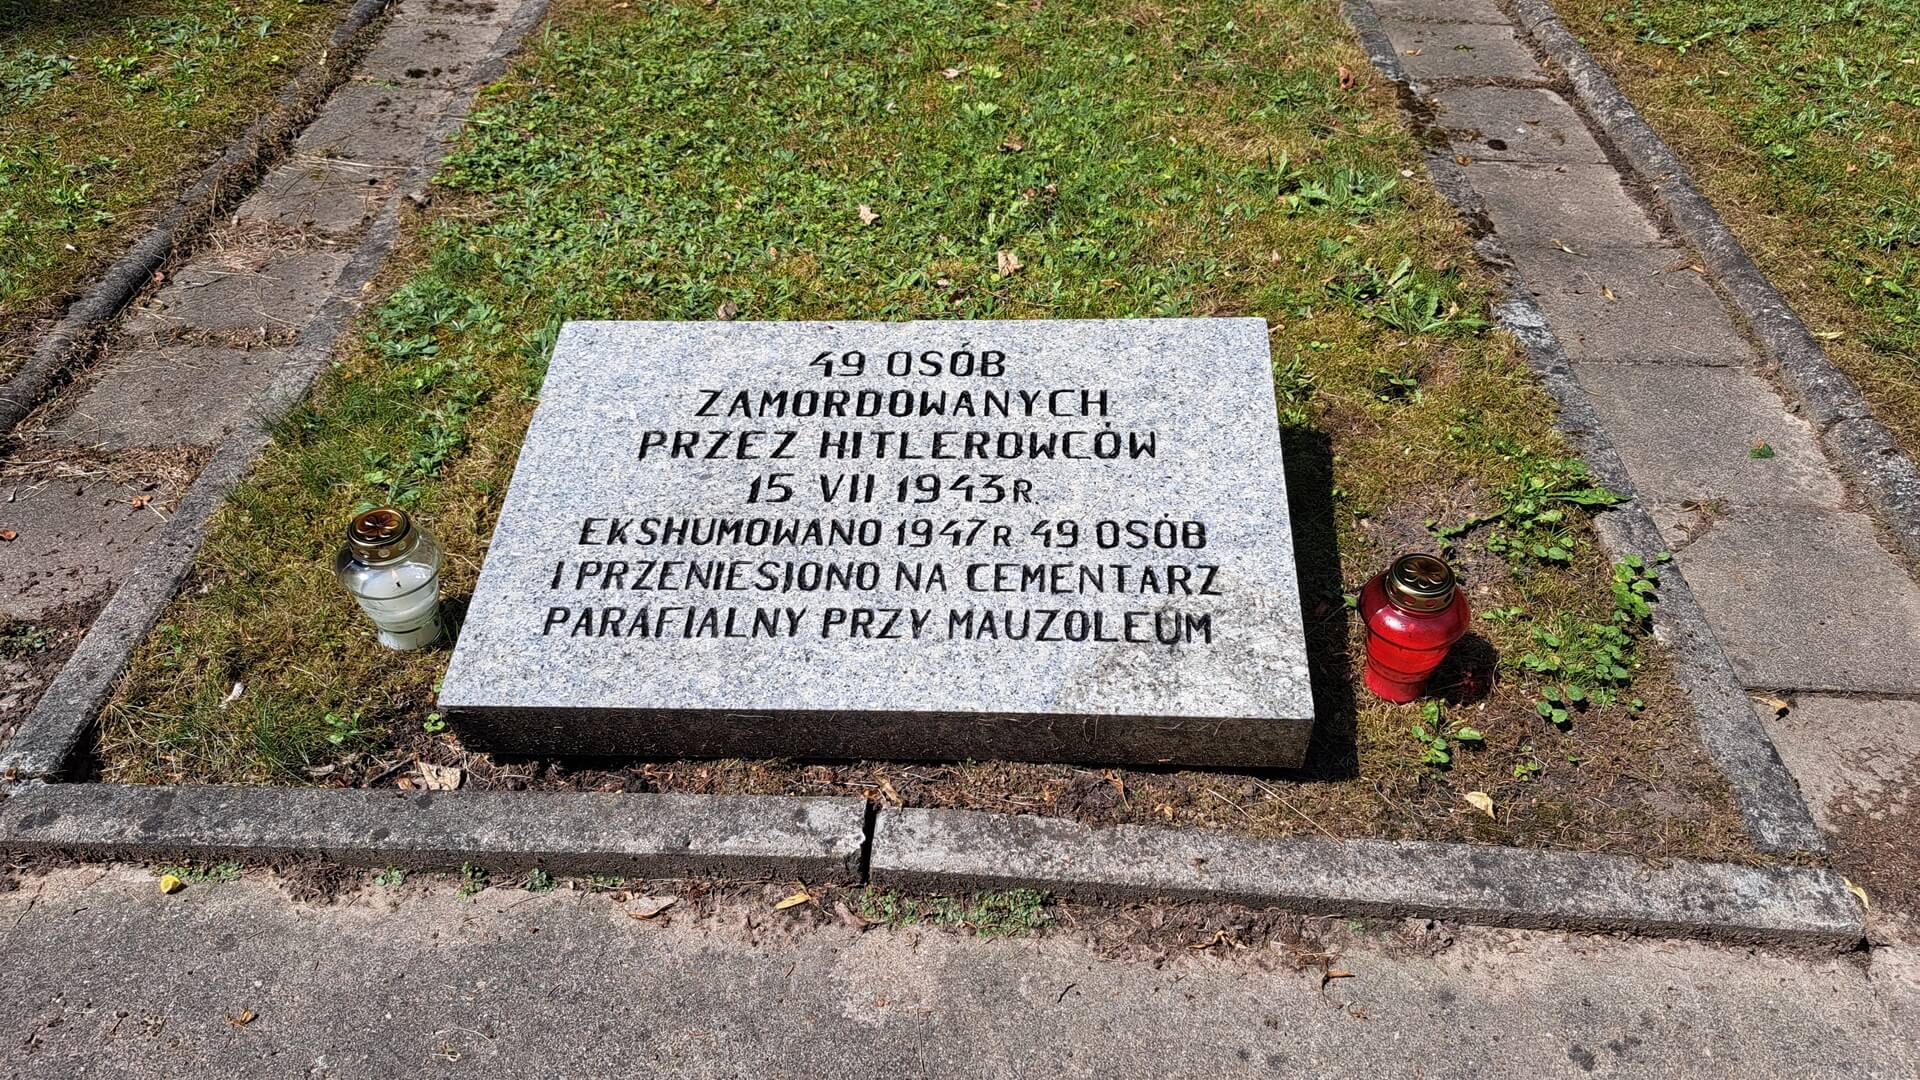 49 OSÓB
ZAMORDOWANYCH
PRZEZ HITLEROWCÓW
15 VII 1943R.
EKSHUMOWANO 1947R 49 OSÓB
I PRZENIESIONO NA CEMENTARZ
PARAFIALNY PRZY MAUZOLEUM